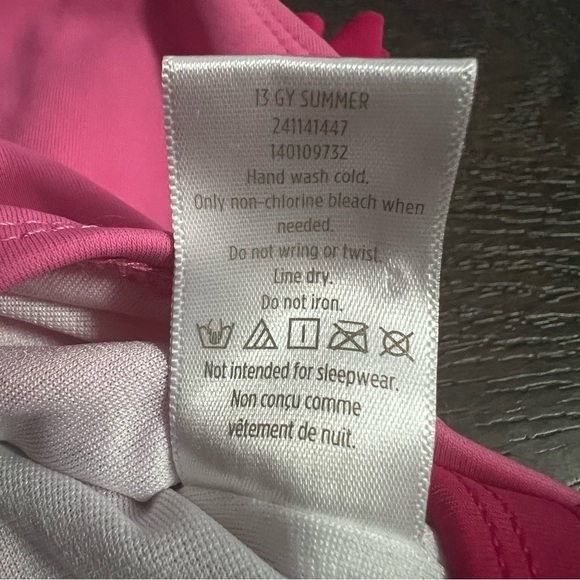 13 GY SUMMER
241141447
140109732
Hand wash cold.
Only non-chlorine bleach when
needed.
Do not wring or twist.
Line dry.
Do not iron.
Not intended for sleepwear.
Non conçu comme
vêtement de nuit.